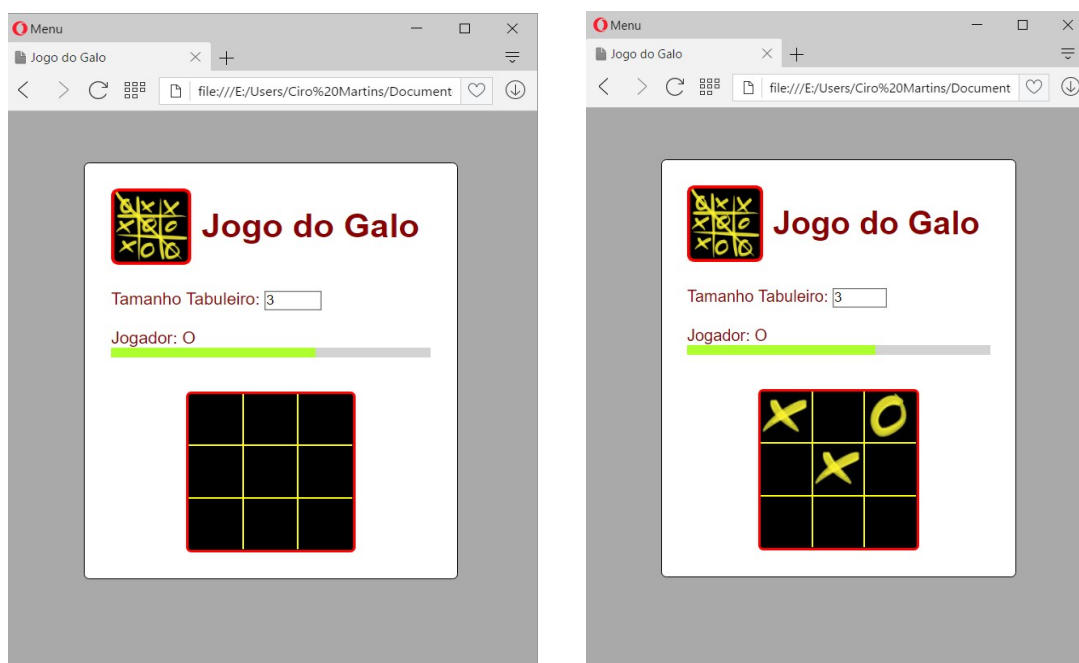 Menu
Jogo do Galo
file:///E:/Users/Ciro%20Martins/Document
Jogo do Galo
Tamanho Tabuleiro: 3
Jogador: O
Menu
Jogo do Galo
file:///E:/Users/Ciro%20Martins/Document
Jogo do Galo
Tamanho Tabuleiro: 3
Jogador: O
X O
X